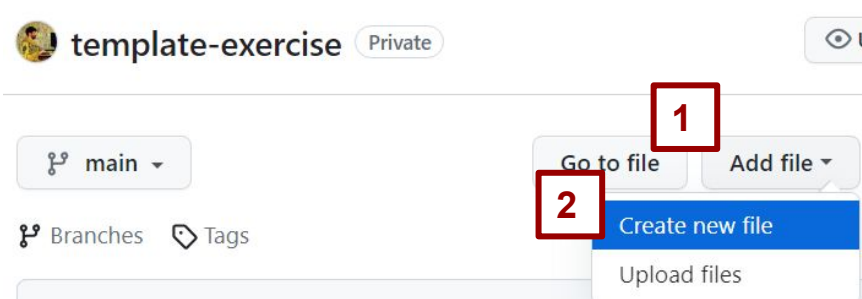 template-exercise Private
1
main Go to file Add file
2 Create new file
Branches Tags
Upload files